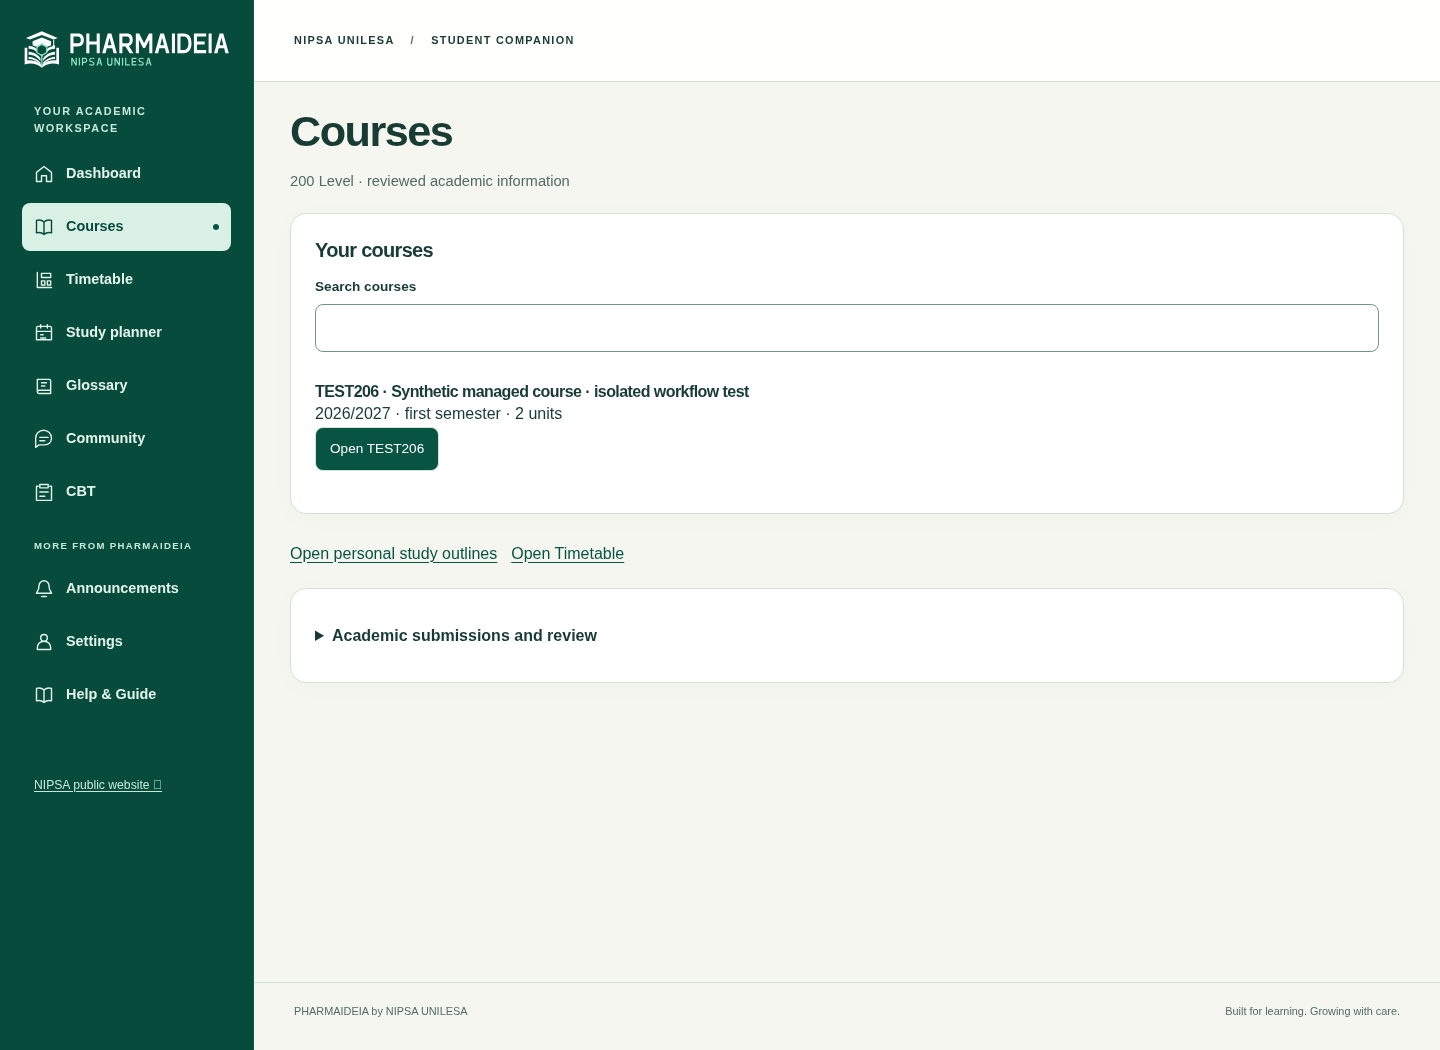 PHARMAIDEIA
NIPSA UNILESA
YOUR ACADEMIC
WORKSPACE
Dashboard
Courses
Timetable
Study planner
Glossary
Community
CBT
MORE FROM PHARMAIDEIA
Announcements
Settings
Help & Guide
NIPSA public website
NIPSA UNILESA / STUDENT COMPANION
Courses
200 Level · reviewed academic information
Your courses
Search courses
TEST206 · Synthetic managed course · isolated workflow test
2026/2027 · first semester · 2 units
Open TEST206
Open personal study outlines Open Timetable
Academic submissions and review
PHARMAIDEIA by NIPSA UNILESA
Built for learning. Growing with care.